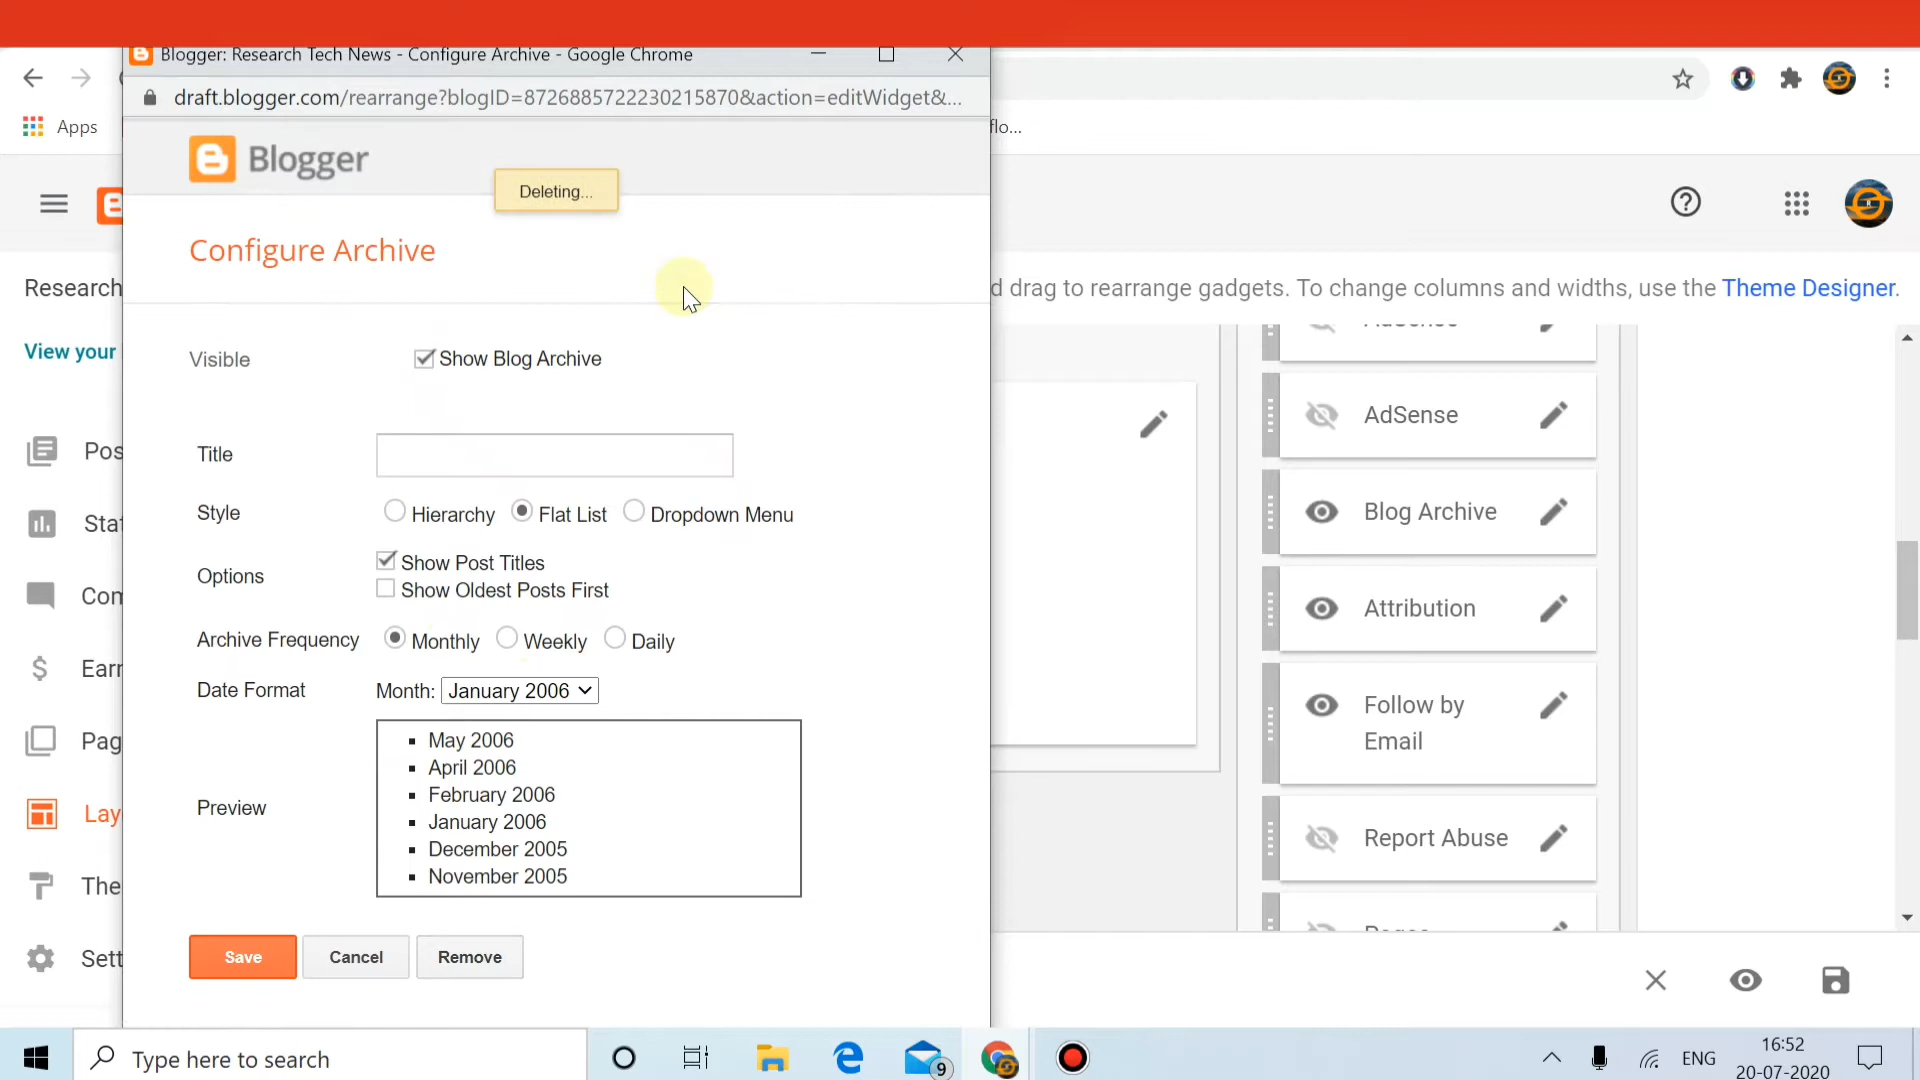 Blogger: Research Tech News - Configure Archive - Google Chrome
draft.blogger.com/rearrange?blogID=8726885722230215870&action=editWidget&...
Apps
flo...
Blogger
Deleting...
Configure Archive
Research
d drag to rearrange gadgets. To change columns and widths, use the Theme Designer.
View your
Visible
Show Blog Archive
AdSense
AdSense
Pos
Title
Style
Hierarchy
Flat List
Dropdown Menu
Blog Archive
Stat
Options
Show Post Titles
Show Oldest Posts First
Com
Attribution
Archive Frequency
Monthly
Weekly
Daily
Earn
Date Format
Month: January 2006
Follow by
Email
Pag
Preview
May 2006
April 2006
February 2006
January 2006
December 2005
November 2005
Lay
Report Abuse
The
Pages
Save
Cancel
Remove
Sett
Type here to search
9
ENG
16:52
20-07-2020